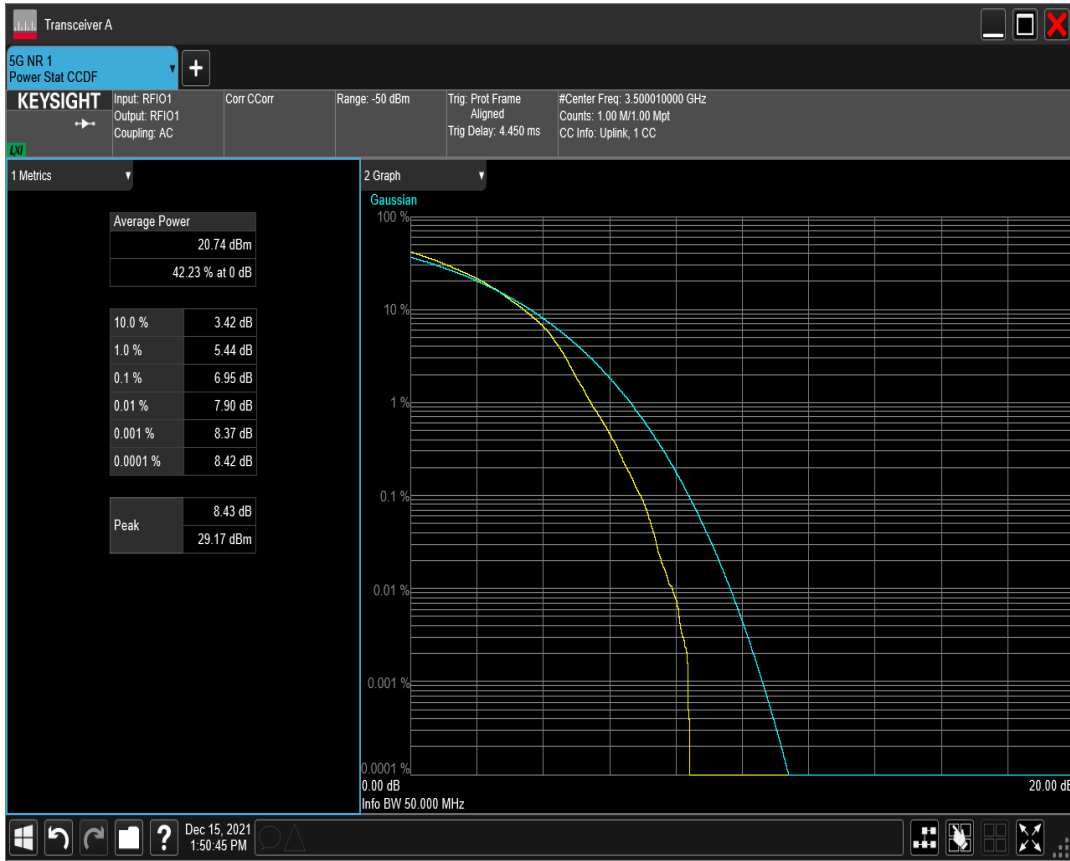 Transceiver A
5G NR 1
Power Stat CCDF
KEYSIGHT
LXI
Input: RFIO1
Output: RFIO1
Coupling: AC
Corr CCorr
Range: -50 dBm
Trig: Prot Frame
Aligned
Trig Delay: 4.450 ms
#Center Freq: 3.500010000 GHz
Counts: 1.00 M/1.00 Mpt
CC Info: Uplink, 1 CC
1 Metrics
Average Power
20.74 dBm
42.23 % at 0 dB
10.0 % 3.42 dB
1.0 % 5.44 dB
0.1 % 6.95 dB
0.01 % 7.90 dB
0.001 % 8.37 dB
0.0001 % 8.42 dB
Peak
8.43 dB
29.17 dBm
2 Graph
Gaussian
100 %
10 %
1 %
0.1 %
0.01 %
0.001 %
0.0001 %
0.00 dB 20.00 dB
Info BW 50.000 MHz
?
Dec 15, 2021
1:50:45 PM